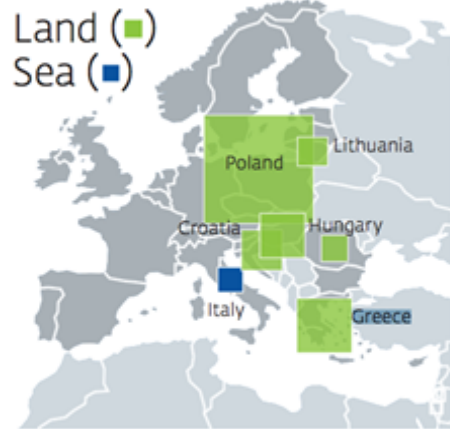 Land (■)
Sea (■)
Lithuania
Poland
Croatia
Hungary
Italy
Greece